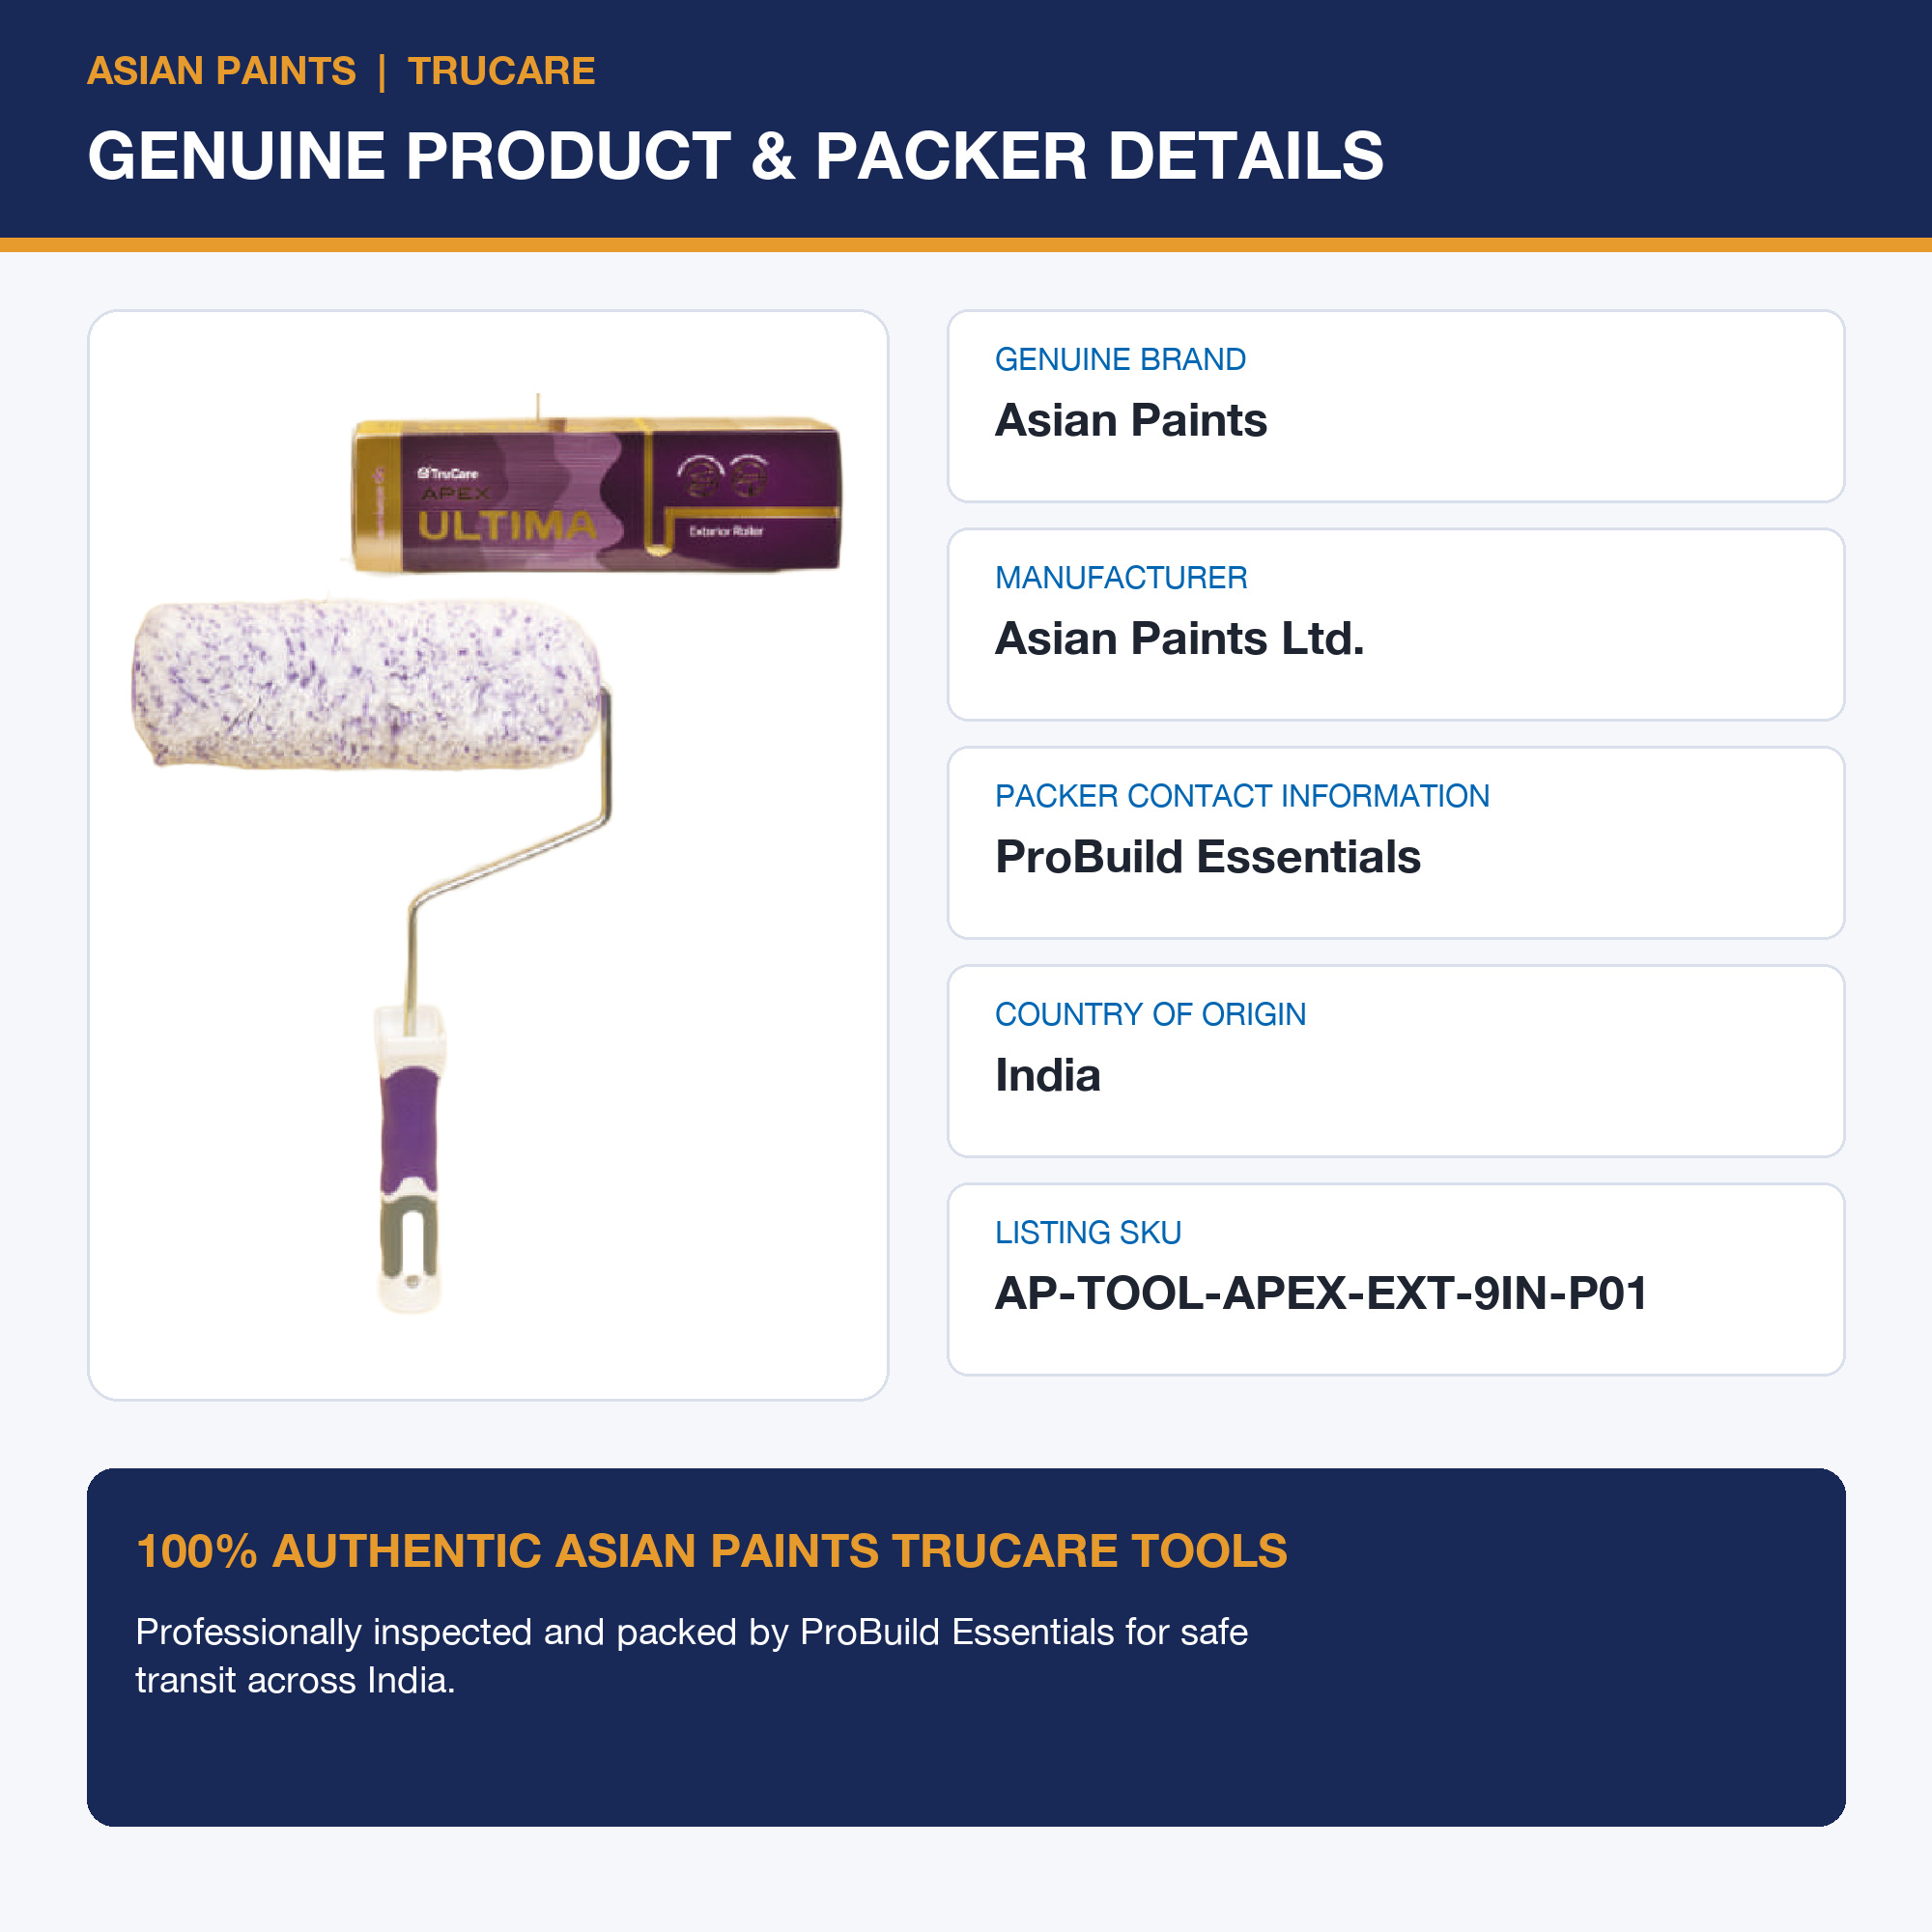 ASIAN PAINTS | TRUCARE
GENUINE PRODUCT & PACKER DETAILS
TruCare
APEX
ULTIMA
Exterior Roller
GENUINE BRAND
Asian Paints
MANUFACTURER
Asian Paints Ltd.
PACKER CONTACT INFORMATION
ProBuild Essentials
COUNTRY OF ORIGIN
India
LISTING SKU
AP-TOOL-APEX-EXT-9IN-P01
100% AUTHENTIC ASIAN PAINTS TRUCARE TOOLS
Professionally inspected and packed by ProBuild Essentials for safe
transit across India.